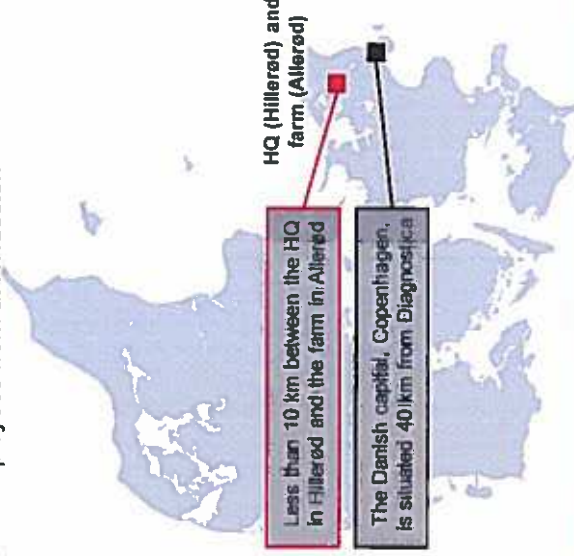 HQ (Hillerød) and
farm (Allerød)
Less than 10 km between the HQ
in Hillerød and the farm in Allerød
The Danish capital, Copenhagen,
is situated 40 km from Diagnostica